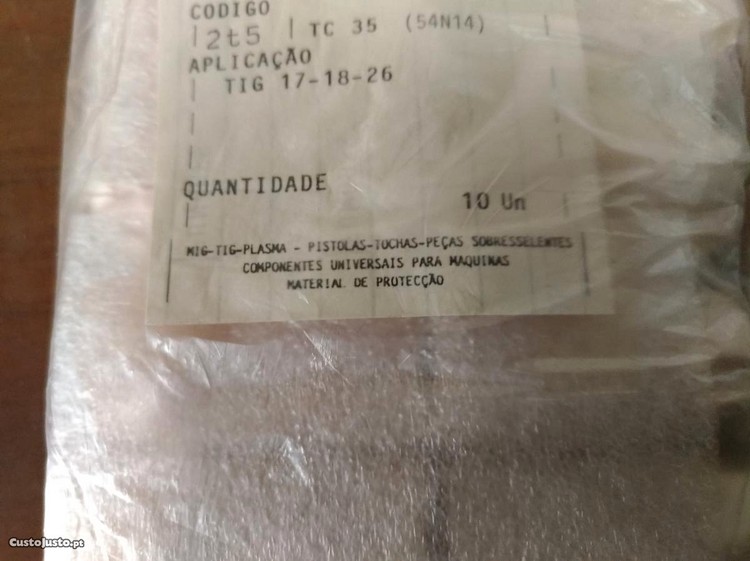 CODIGO
2t5 | TC 35 (54N14)
APLICAÇÃO
TIG 17-18-26
QUANTIDADE
10 Un
MIG-TIG-PLASMA - PISTOLAS-TOCHAS-PEÇAS SOBRESSELENTES
COMPONENTES UNIVERSAIS PARA MAQUINAS
MATERIAL DE PROTECÇÃO
CustoJusto.pt